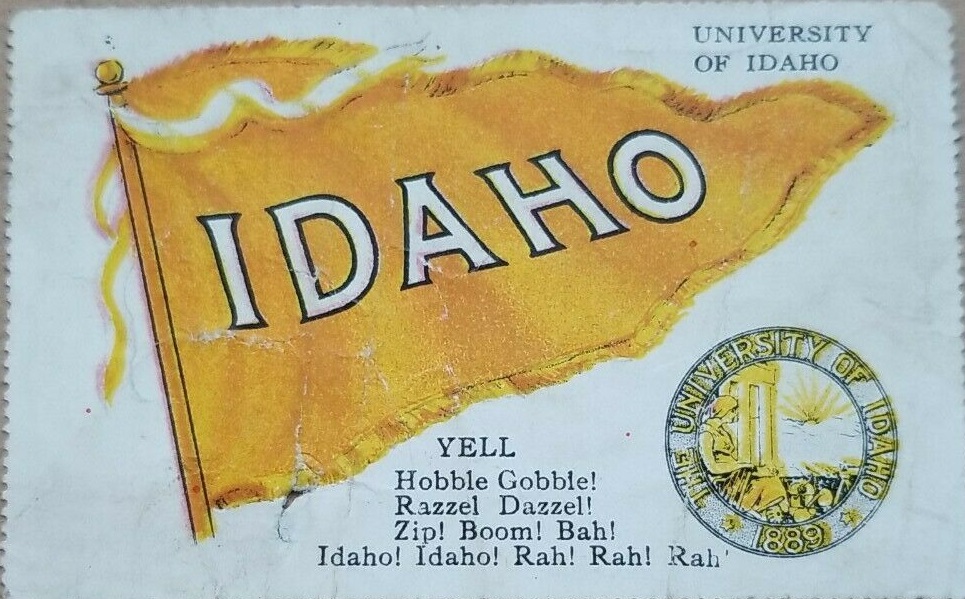 UNIVERSITY
OF IDAHO
IDAHO
YELL
Hobble Gobble!
Razzel Dazzel!
Zip! Boom! Bah!
Idaho! Idaho! Rah! Rah! Rah!
THE UNIVERSITY OF IDAHO
1889